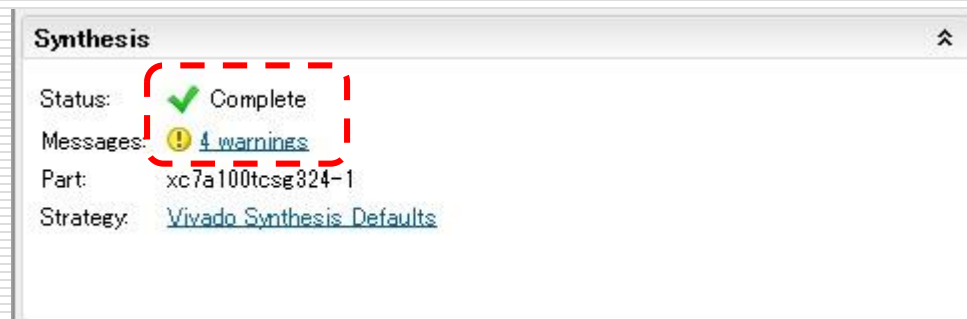 Synthesis
Status: Complete
Messages: 4 warnings
Part: xc7a100tcsg324-1
Strategy: Vivado Synthesis Defaults